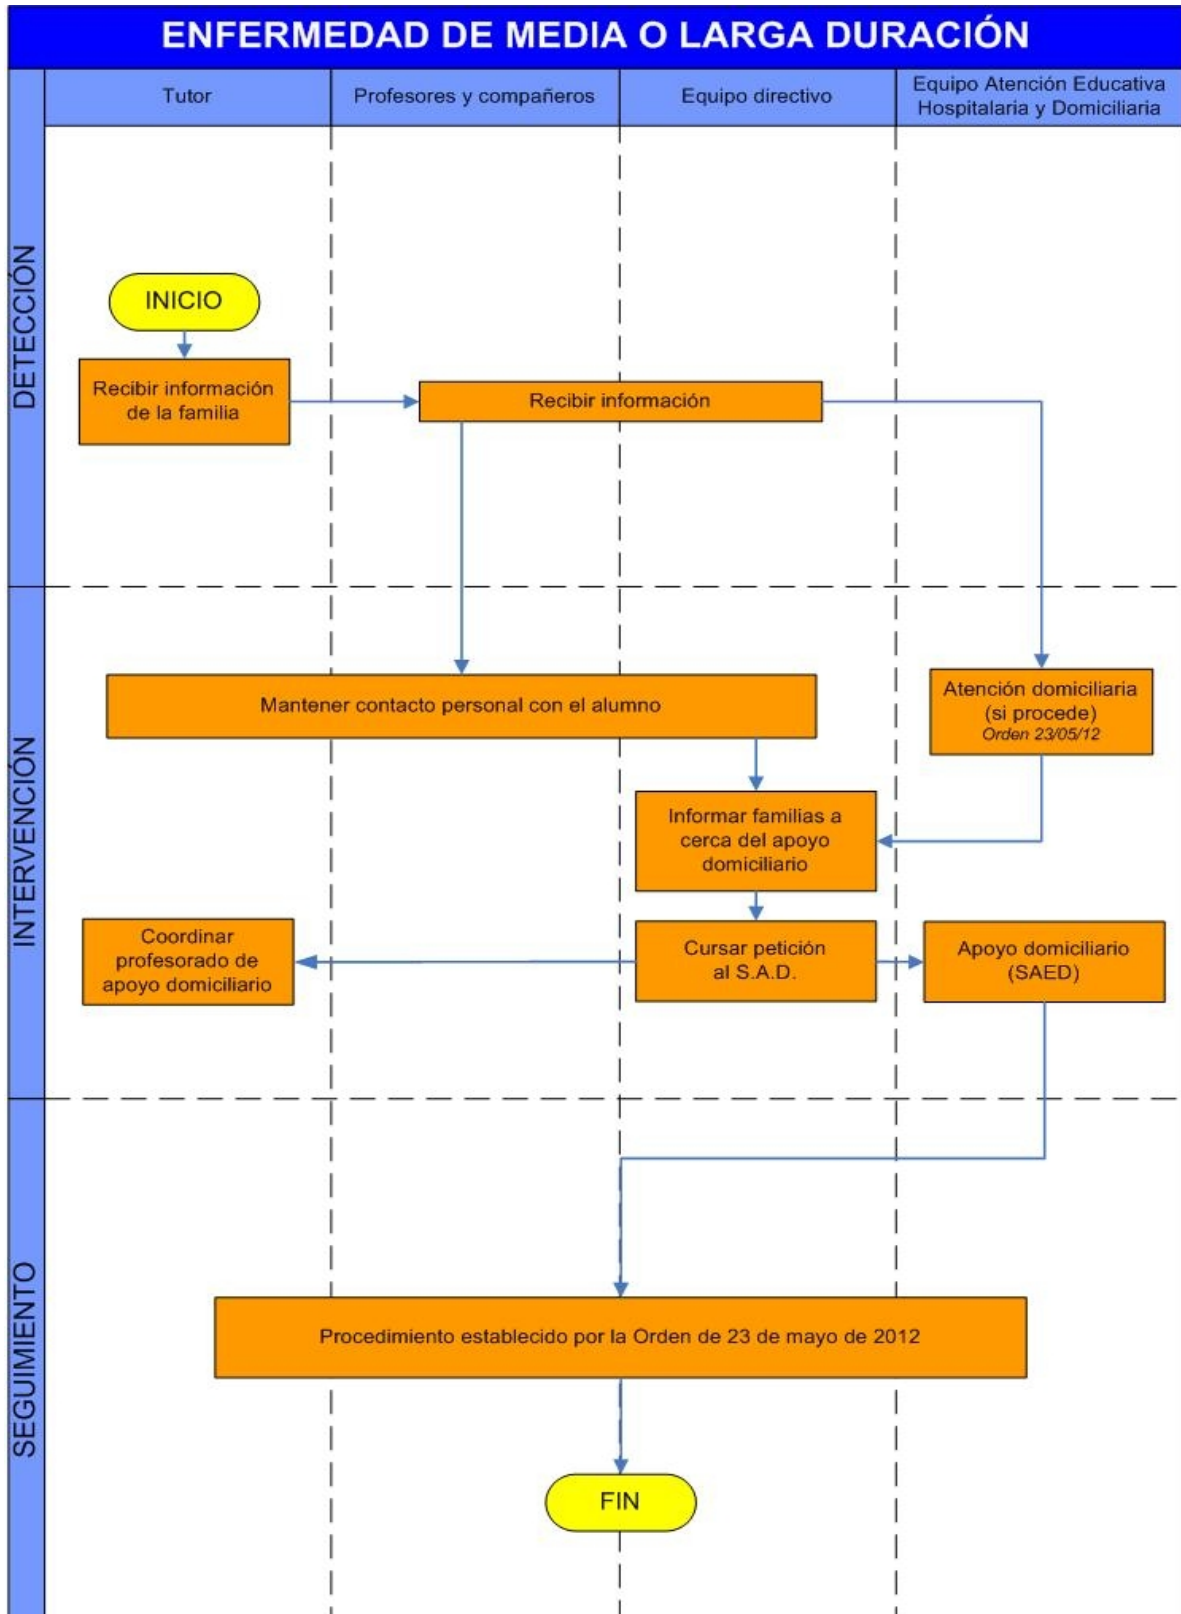 ENFERMEDAD DE MEDIA O LARGA DURACIÓN
Tutor
Profesores y compañeros
Equipo directivo
Equipo Atención Educativa
Hospitalaria y Domiciliaria
DETECCIÓN
INICIO
Recibir información
de la familia
Recibir información
INTERVENCIÓN
Mantener contacto personal con el alumno
Atención domiciliaria
(si procede)
Orden 23/05/12
Informar familias a
cerca del apoyo
domiciliario
Coordinar
profesorado de
apoyo domiciliario
Cursar petición
al S.A.D.
Apoyo domiciliario
(SAED)
SEGUIMIENTO
Procedimiento establecido por la Orden de 23 de mayo de 2012
FIN